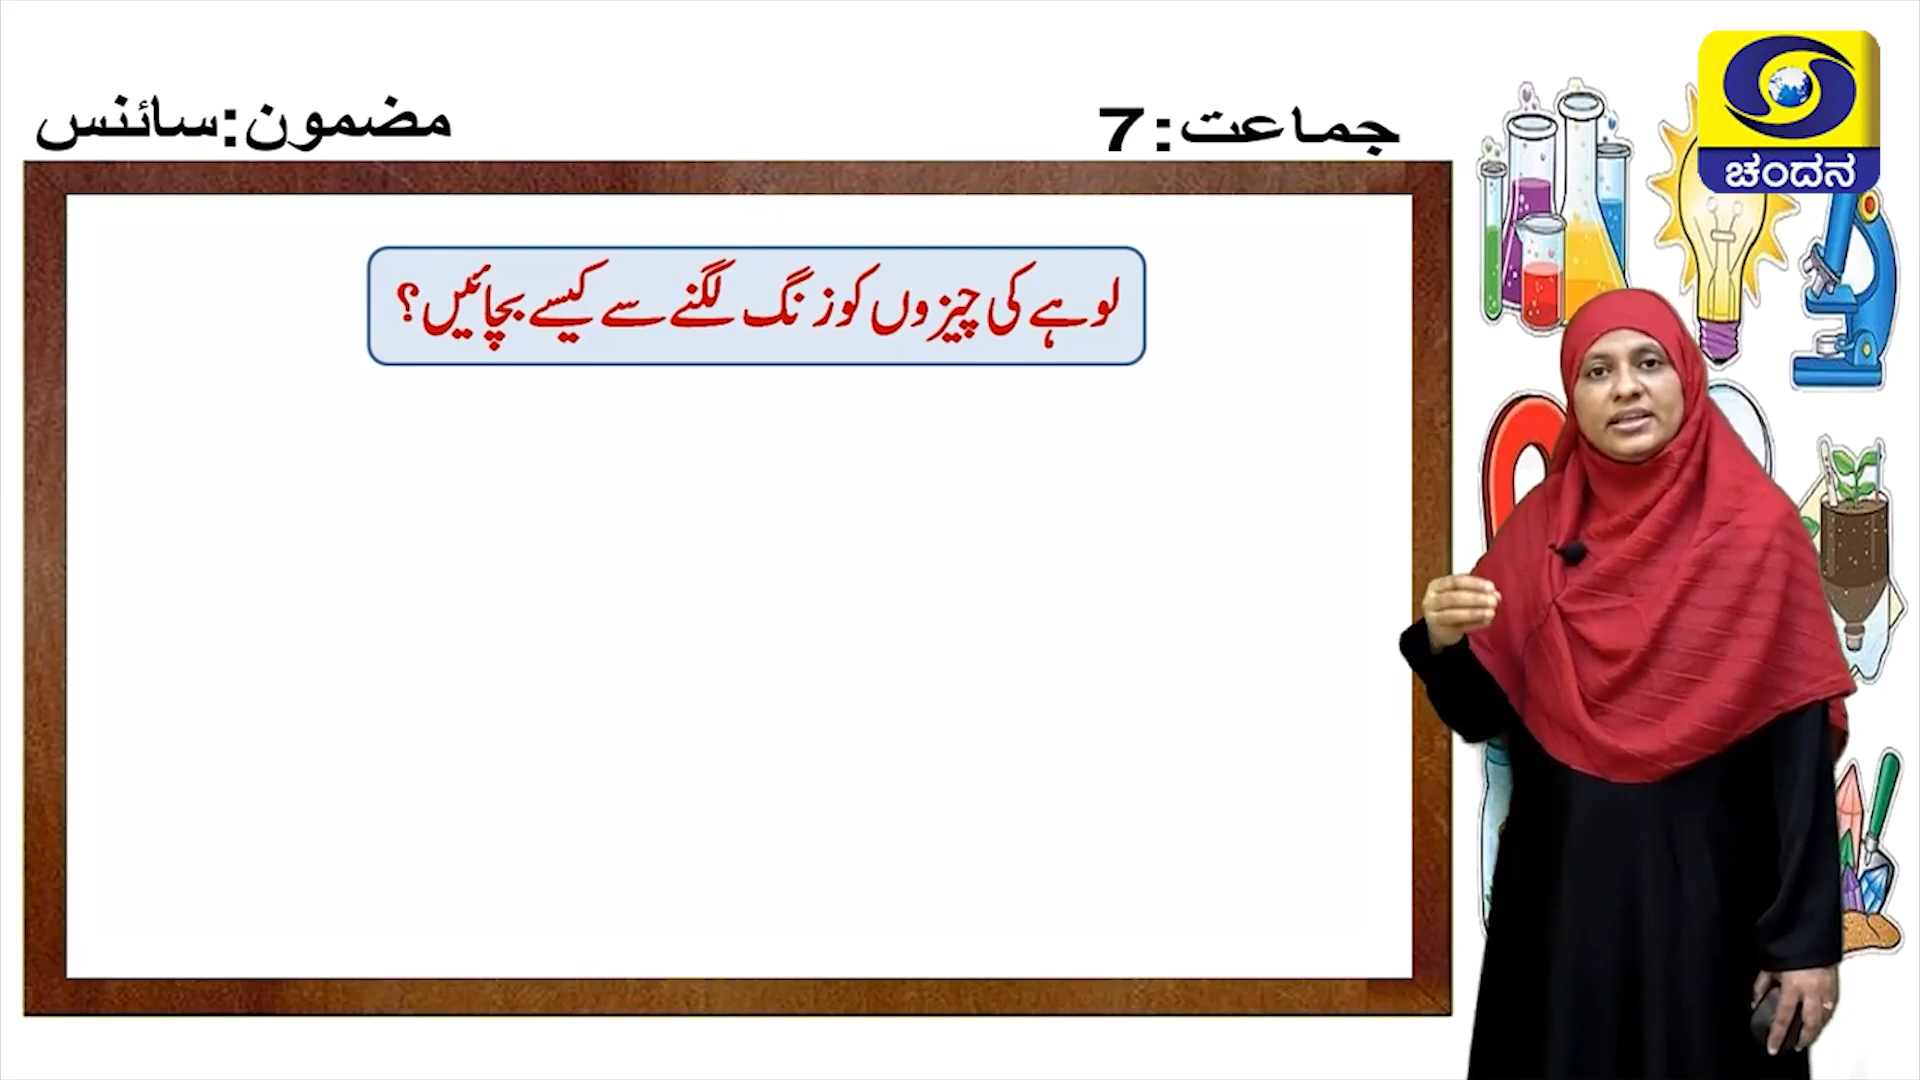 جماعت:7
مضمون:سائنس
ಚಂದನ
لوہے کی چیزوں کو زنگ لگنے سے کیسے بچائیں؟